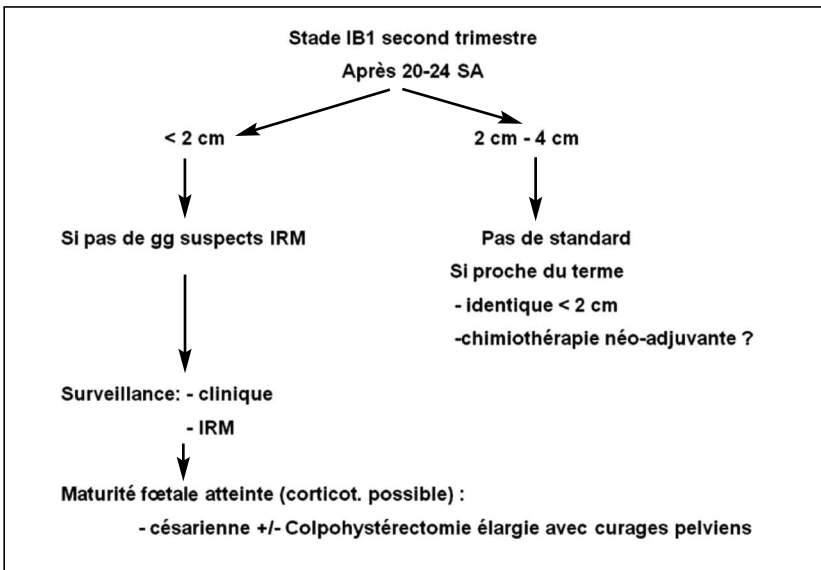 Stade IB1 second trimestre
Après 20-24 SA
< 2 cm
2 cm - 4 cm
Si pas de gg suspects IRM
Pas de standard
Si proche du terme
- identique < 2 cm
-chimiothérapie néo-adjuvante ?
Surveillance: - clinique
- IRM
Maturité fœtale atteinte (corticot. possible) :
- césarienne +/- Colpohystérectomie élargie avec curages pelviens